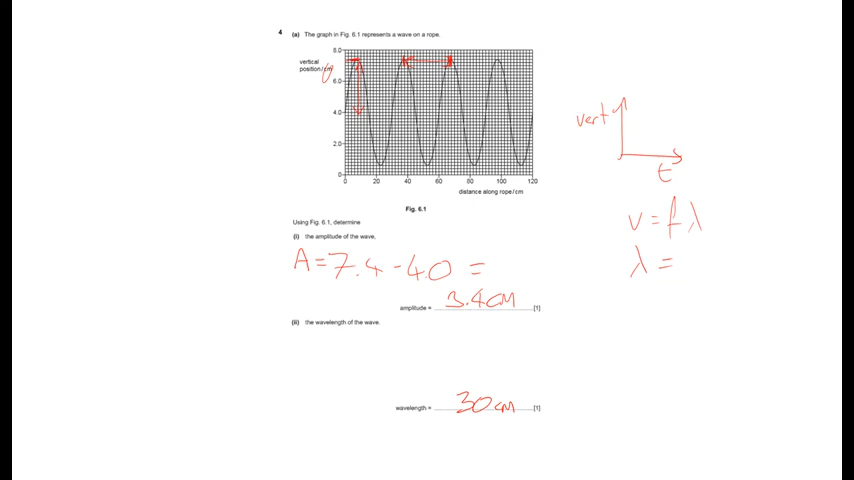 4 (a) The graph in Fig. 6.1 represents a wave on a rope.
8.0
vertical
position/cm
6.0
4.0
2.0
0
0 20 40 60 80 100 120
distance along rope/cm
Fig. 6.1
vert
t
v = fλ
λ =
Using Fig. 6.1, determine
(i) the amplitude of the wave,
A = 7.4 - 4.0 =
amplitude = 3.4cm [1]
(ii) the wavelength of the wave.
wavelength = 30cm [1]